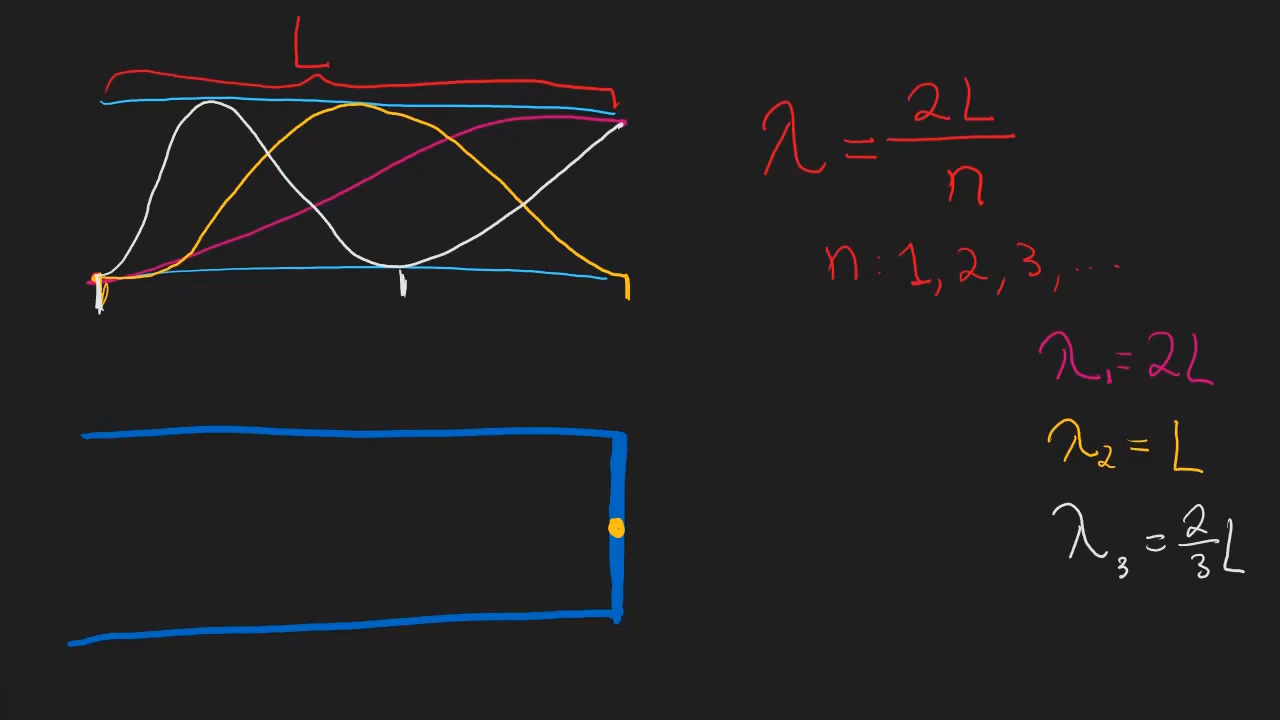 L
λ = 2L/n
n: 1, 2, 3, ...
λ₁ = 2L
λ₂ = L
λ₃ = 2/3 L